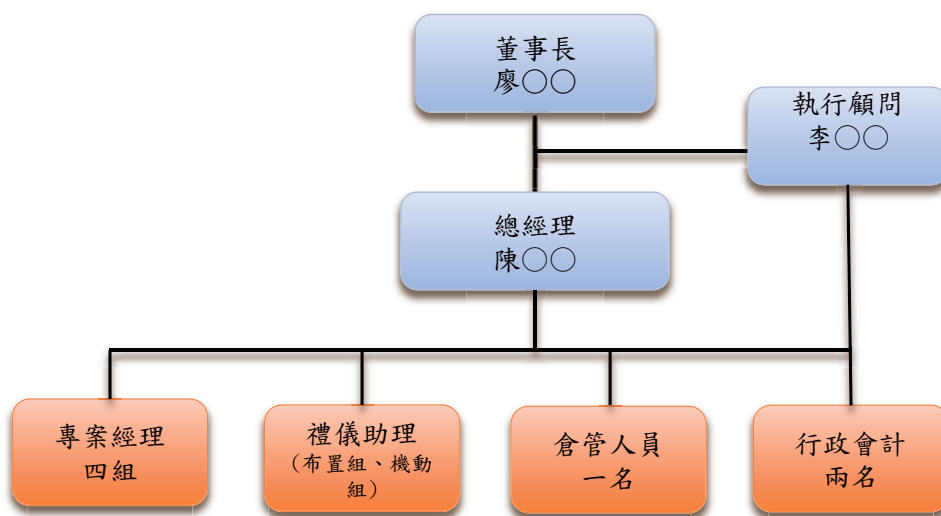 董事長
廖○○
執行顧問
李○○
總經理
陳○○
專案經理
四組
禮儀助理
(布置組、機動
組)
倉管人員
一名
行政會計
兩名